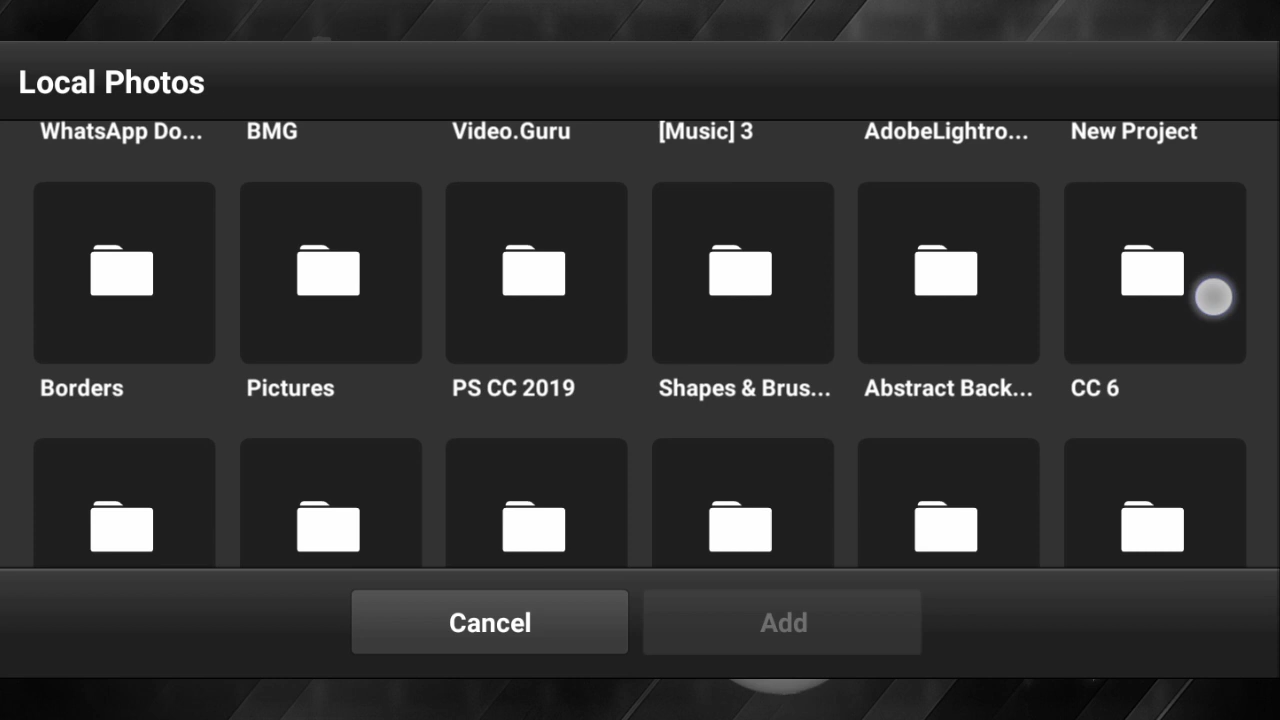 Local Photos
WhatsApp Do...
BMG
Video.Guru
[Music] 3
AdobeLightro...
New Project
Borders
Pictures
PS CC 2019
Shapes & Brus...
Abstract Back...
CC 6
Cancel
Add